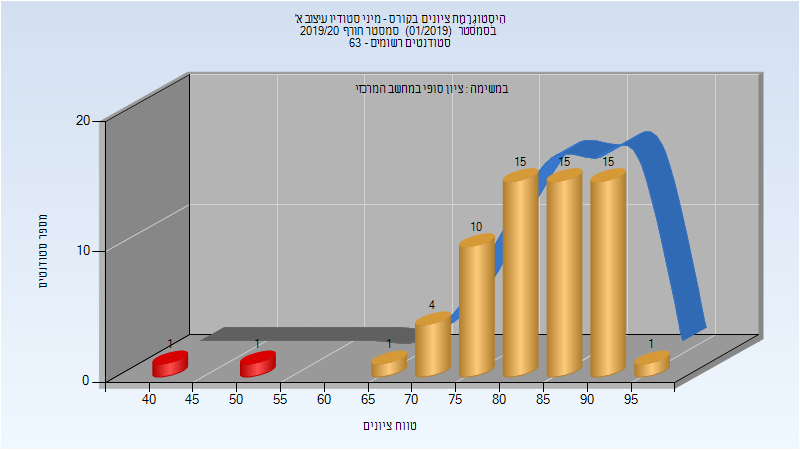 הִיסְטוֹגְרָמַת ציונים בקורס - מיני סטודיו עיצוב א'
בסמסטר (01/2019) סמסטר חורף 2019/20
סטודנטים רשומים - 63
במשימה : ציון סופי במחשב המרכזי
מספר סטודנטים
20
10
0
1
1
1
4
10
15
15
15
1
40 45 50 55 60 65 70 75 80 85 90 95
טווח ציונים